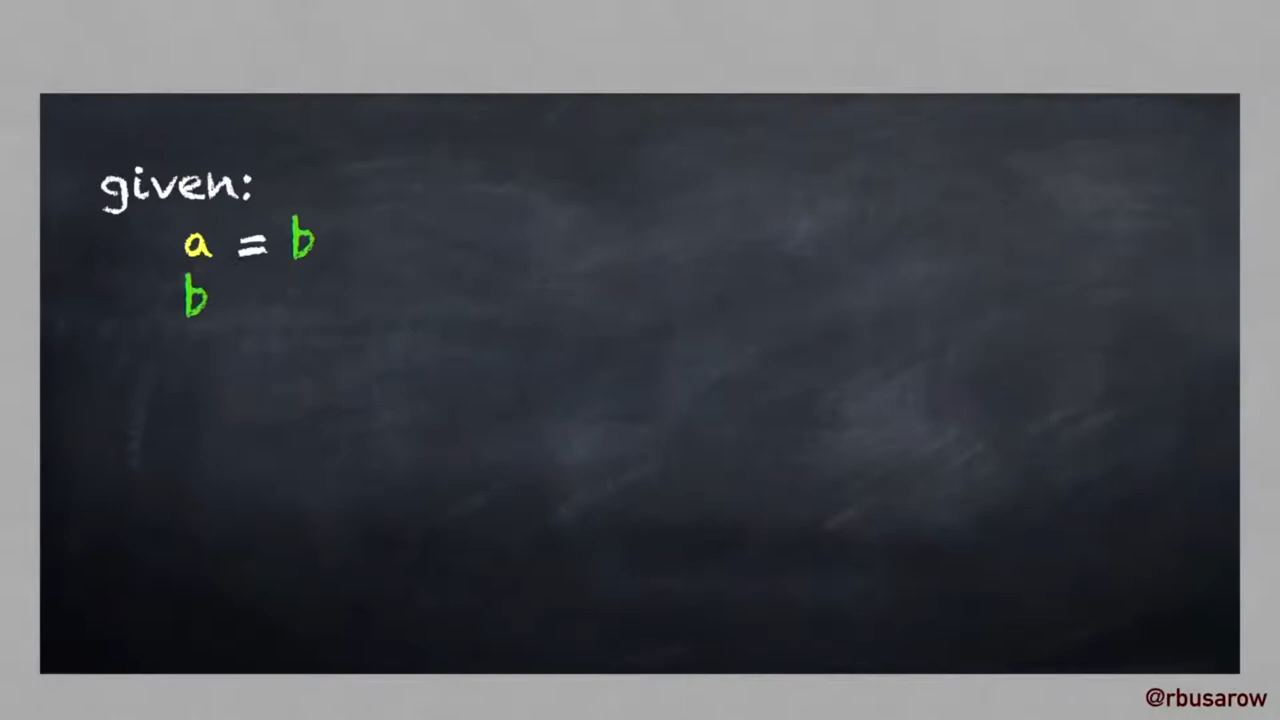 given:
a = b
b
@rbusarow